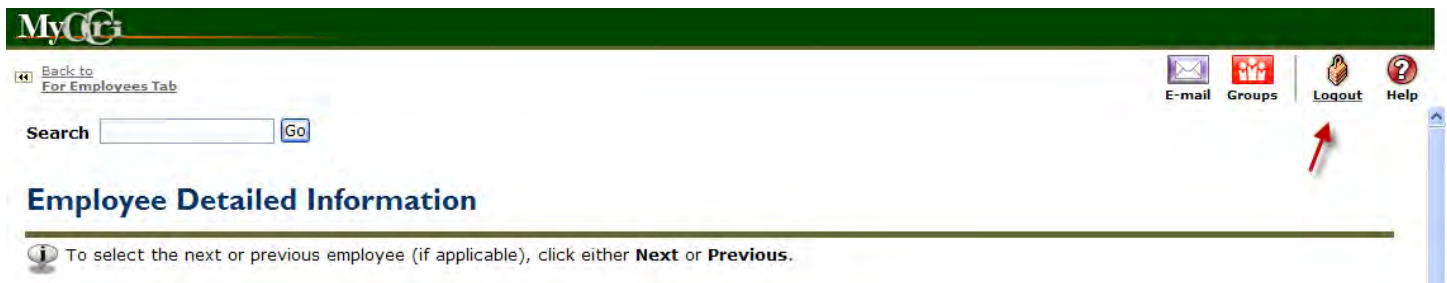 MyCCRI
Back to
For Employees Tab
E-mail Groups Logout Help
Search Go
Employee Detailed Information
To select the next or previous employee (if applicable), click either Next or Previous.